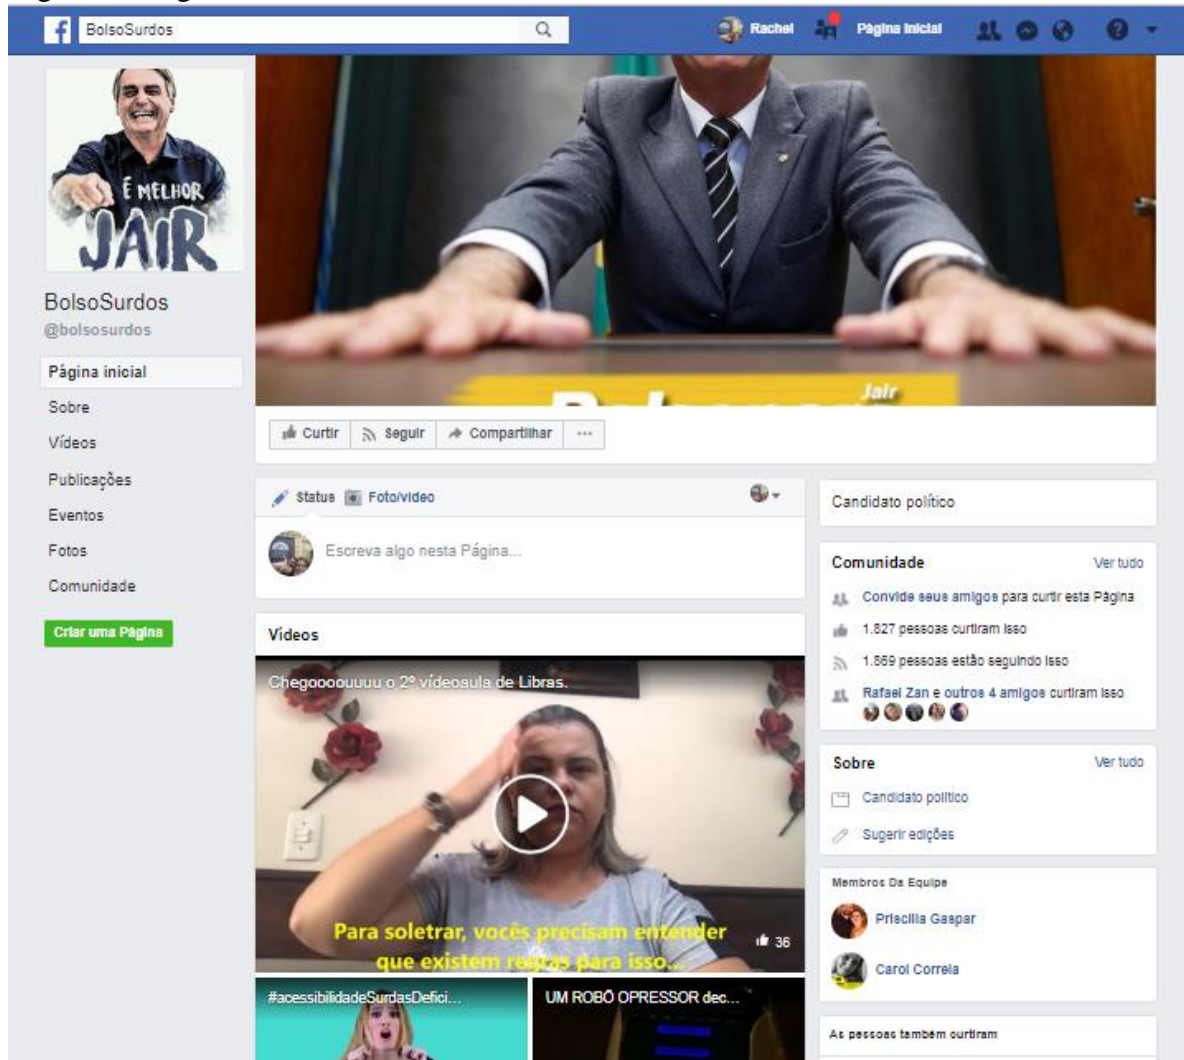 BolsoSurdos
Rachel
Página Inicial
É MELHOR
JAIR
BolsoSurdos
@bolsosurdos
Página inicial
Sobre
Vídeos
Publicações
Eventos
Fotos
Comunidade
Criar uma Página
Jair
Curtir
Seguir
Compartilhar
...
Status
Foto/vídeo
Escreva algo nesta Página...
Vídeos
Chegooooouuuu o 2º vídeoaula de Libras.
Para soletrar, vocês precisam entender
que existem regras para isso...
36
#acessibilidadeSurdasDefici...
UM ROBÔ OPRESSOR dec...
Candidato político
Comunidade
Ver tudo
Convide seus amigos para curtir esta Página
1.827 pessoas curtiram isso
1.869 pessoas estão seguindo isso
Rafael Zan e outros 4 amigos curtiram isso
Sobre
Ver tudo
Candidato político
Sugerir edições
Membros Da Equipe
Priscilla Gaspar
Carol Correia
As pessoas também curtiram